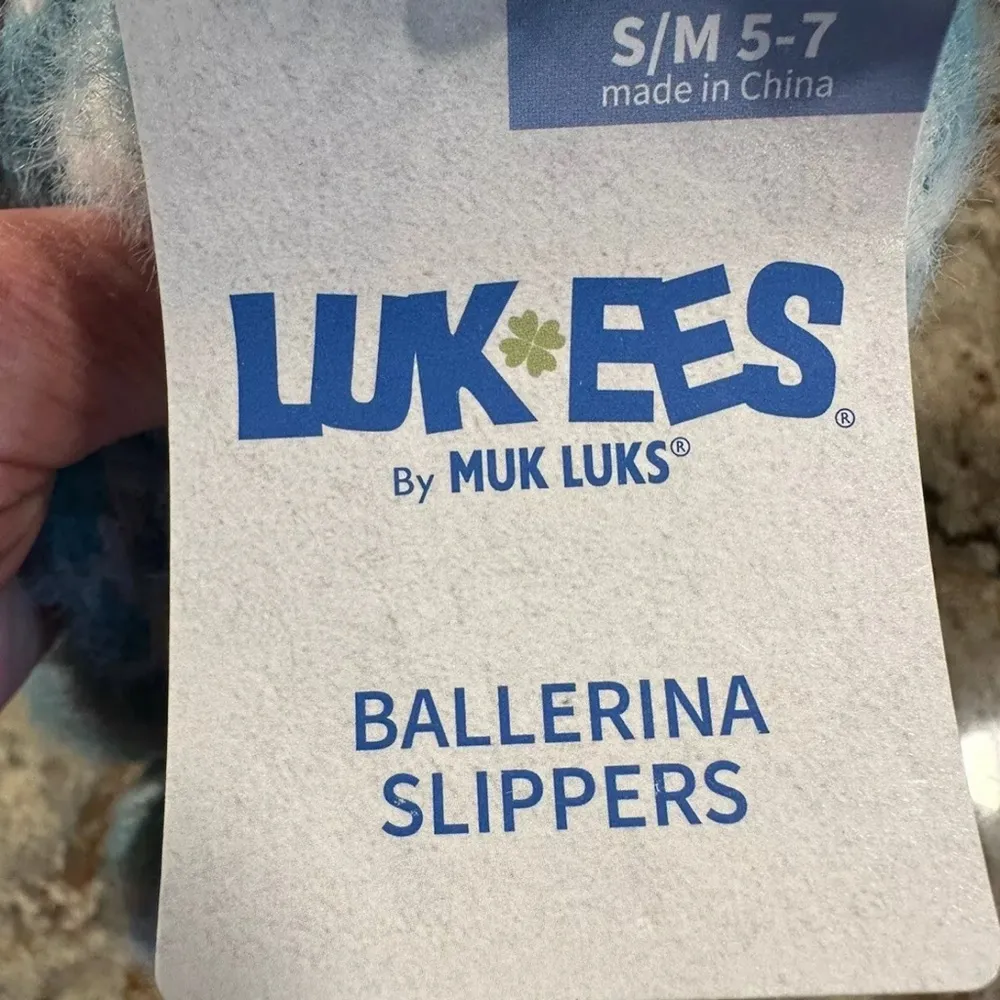 S/M 5-7
made in China
LUK EES®
By MUK LUKS®
BALLERINA
SLIPPERS